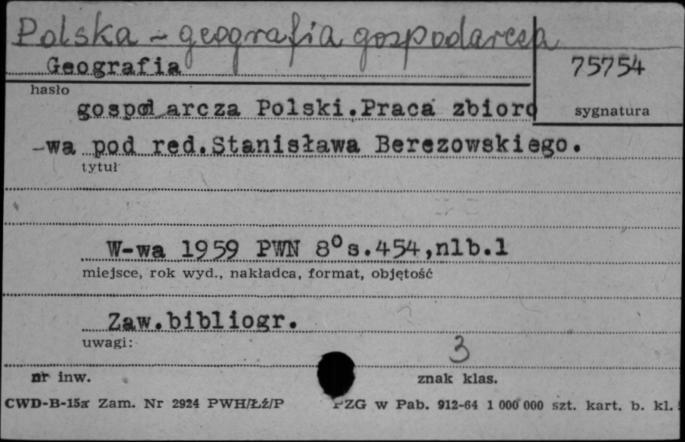 Polska - geografia gospodarcza
Geografia
75754
hasło
gospodarcza Polski.Praca zbioro
sygnatura
-wa pod red.Stanisława Berezowskiego.
tytuł
W-wa 1959 PWN 8° s.454,nlb.1
miejsce, rok wyd., nakładca, format, objętość
Zaw.bibliogr.
uwagi:
3
nr inw.
znak klas.
CWD-B-15a Zam. Nr 2924 PWH/Łź/P PZG w Pab. 912-64 1 000 000 szt. kart. b. kl.